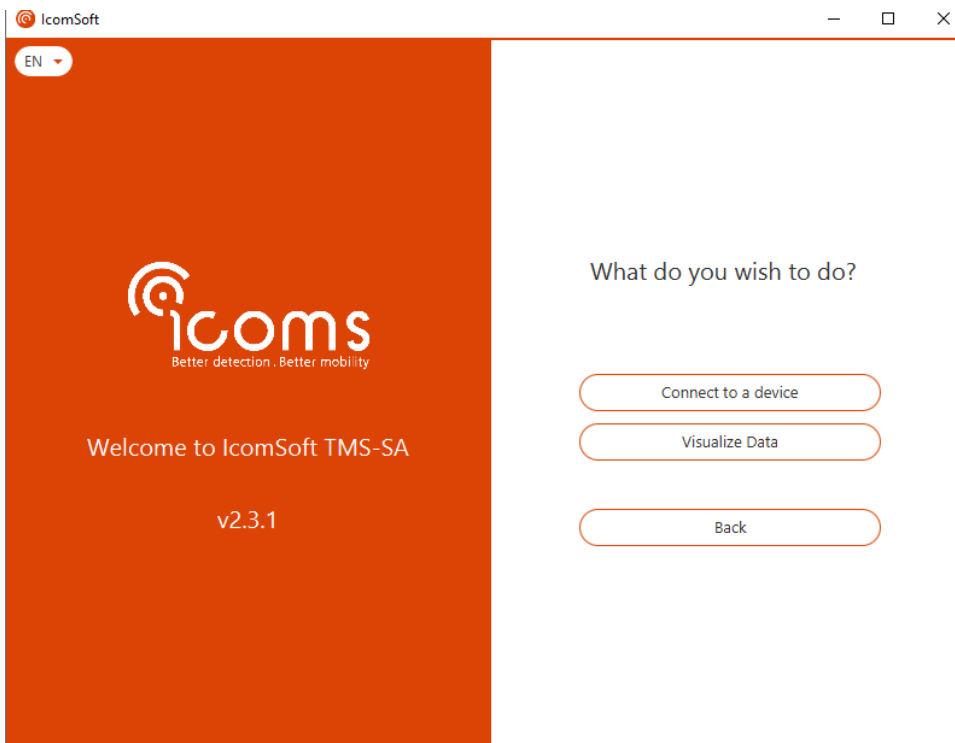 IcomSoft
EN
icoms
Better detection. Better mobility
Welcome to IcomSoft TMS-SA
v2.3.1
What do you wish to do?
Connect to a device
Visualize Data
Back